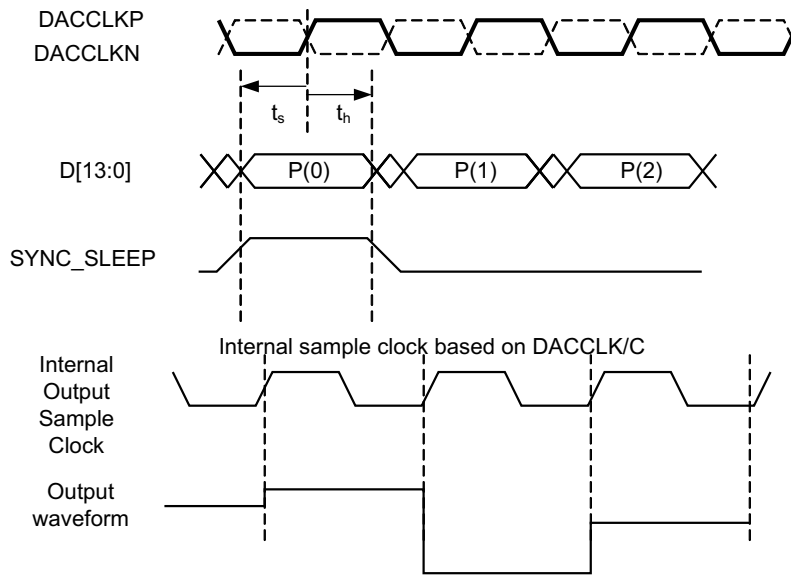 DACCLKP
DACCLKN
ts
th
D[13:0]
P(0)
P(1)
P(2)
SYNC_SLEEP
Internal sample clock based on DACCLK/C
Internal
Output
Sample
Clock
Output
waveform